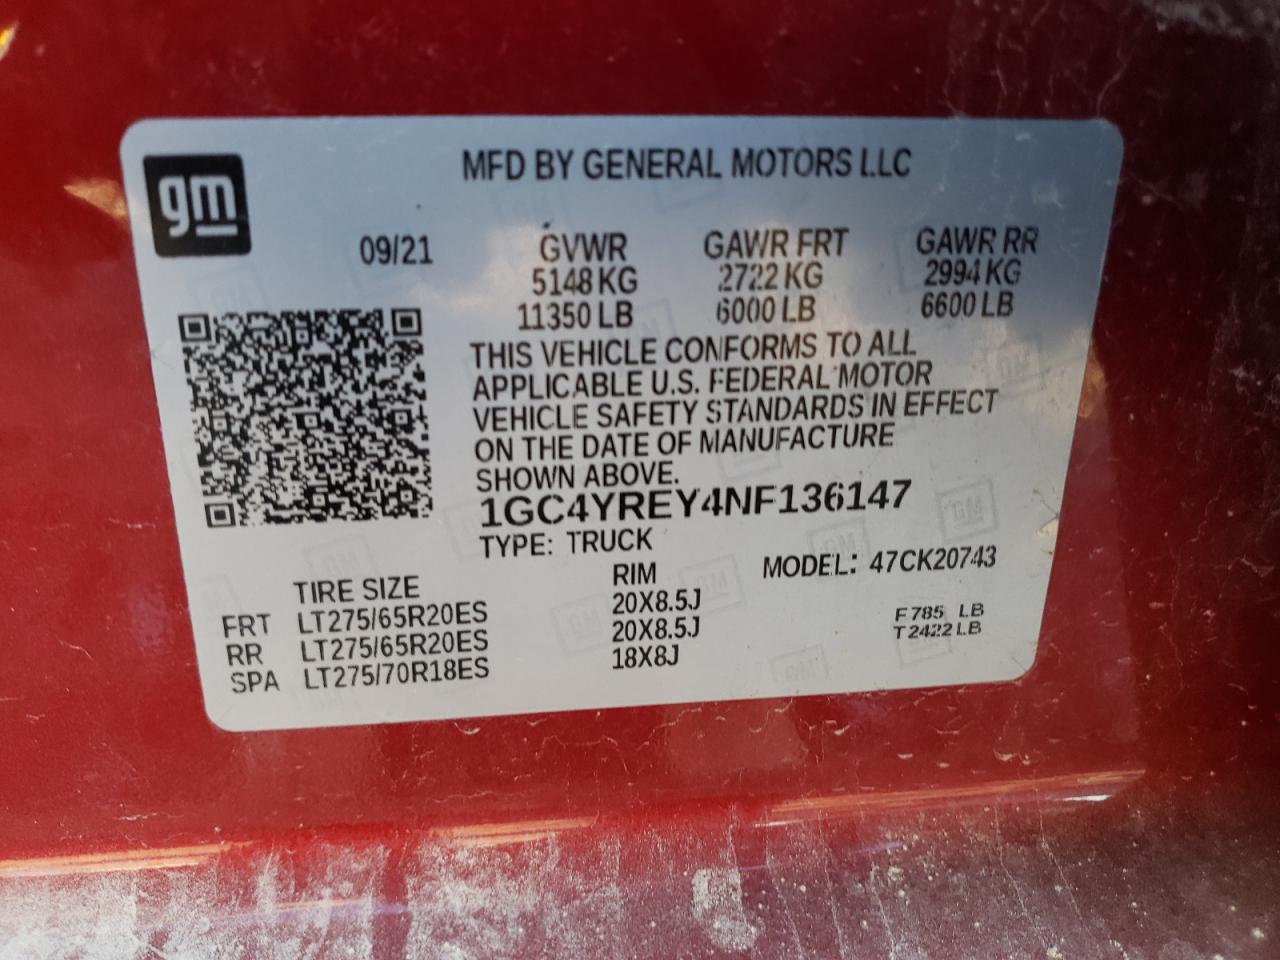 gm
MFD BY GENERAL MOTORS LLC
09/21 GVWR GAWR FRT GAWR RR
5148 KG 2722 KG 2994 KG
11350 LB 6000 LB 6600 LB
THIS VEHICLE CONFORMS TO ALL
APPLICABLE U.S. FEDERAL MOTOR
VEHICLE SAFETY STANDARDS IN EFFECT
ON THE DATE OF MANUFACTURE
SHOWN ABOVE.
1GC4YREY4NF136147
TYPE: TRUCK
MODEL: 47CK20743
TIRE SIZE RIM
FRT LT275/65R20ES 20X8.5J
RR LT275/65R20ES 20X8.5J
SPA LT275/70R18ES 18X8J
F 785 LB
T 2422 LB